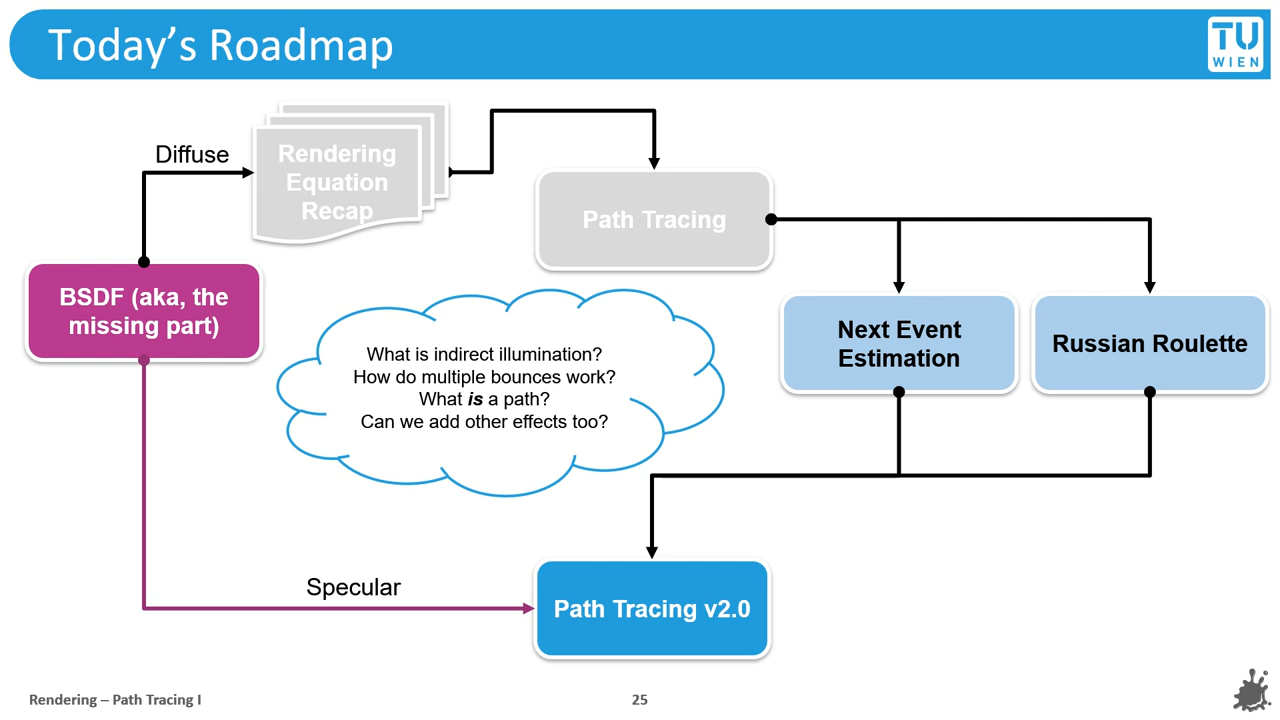 Today’s Roadmap
TU
WIEN
Diffuse
Rendering
Equation
Recap
Path Tracing
BSDF (aka, the
missing part)
What is indirect illumination?
How do multiple bounces work?
What is a path?
Can we add other effects too?
Next Event
Estimation
Russian Roulette
Specular
Path Tracing v2.0
Rendering – Path Tracing I
25